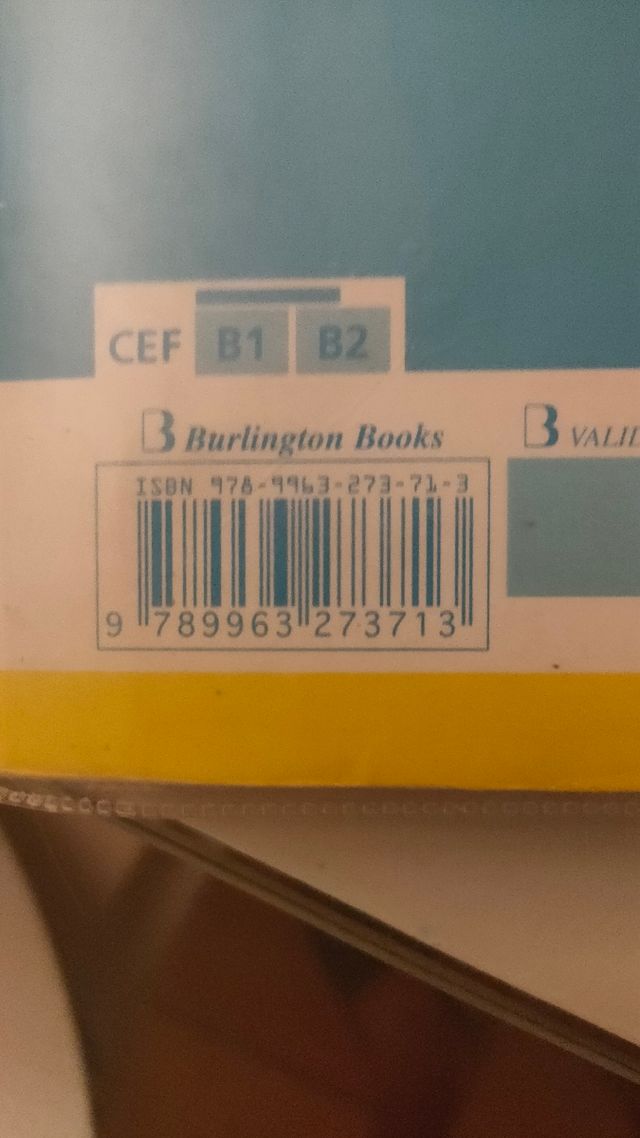 CEF B1 B2
Burlington Books
ISBN 978-9963-273-71-3
9 789963 273713